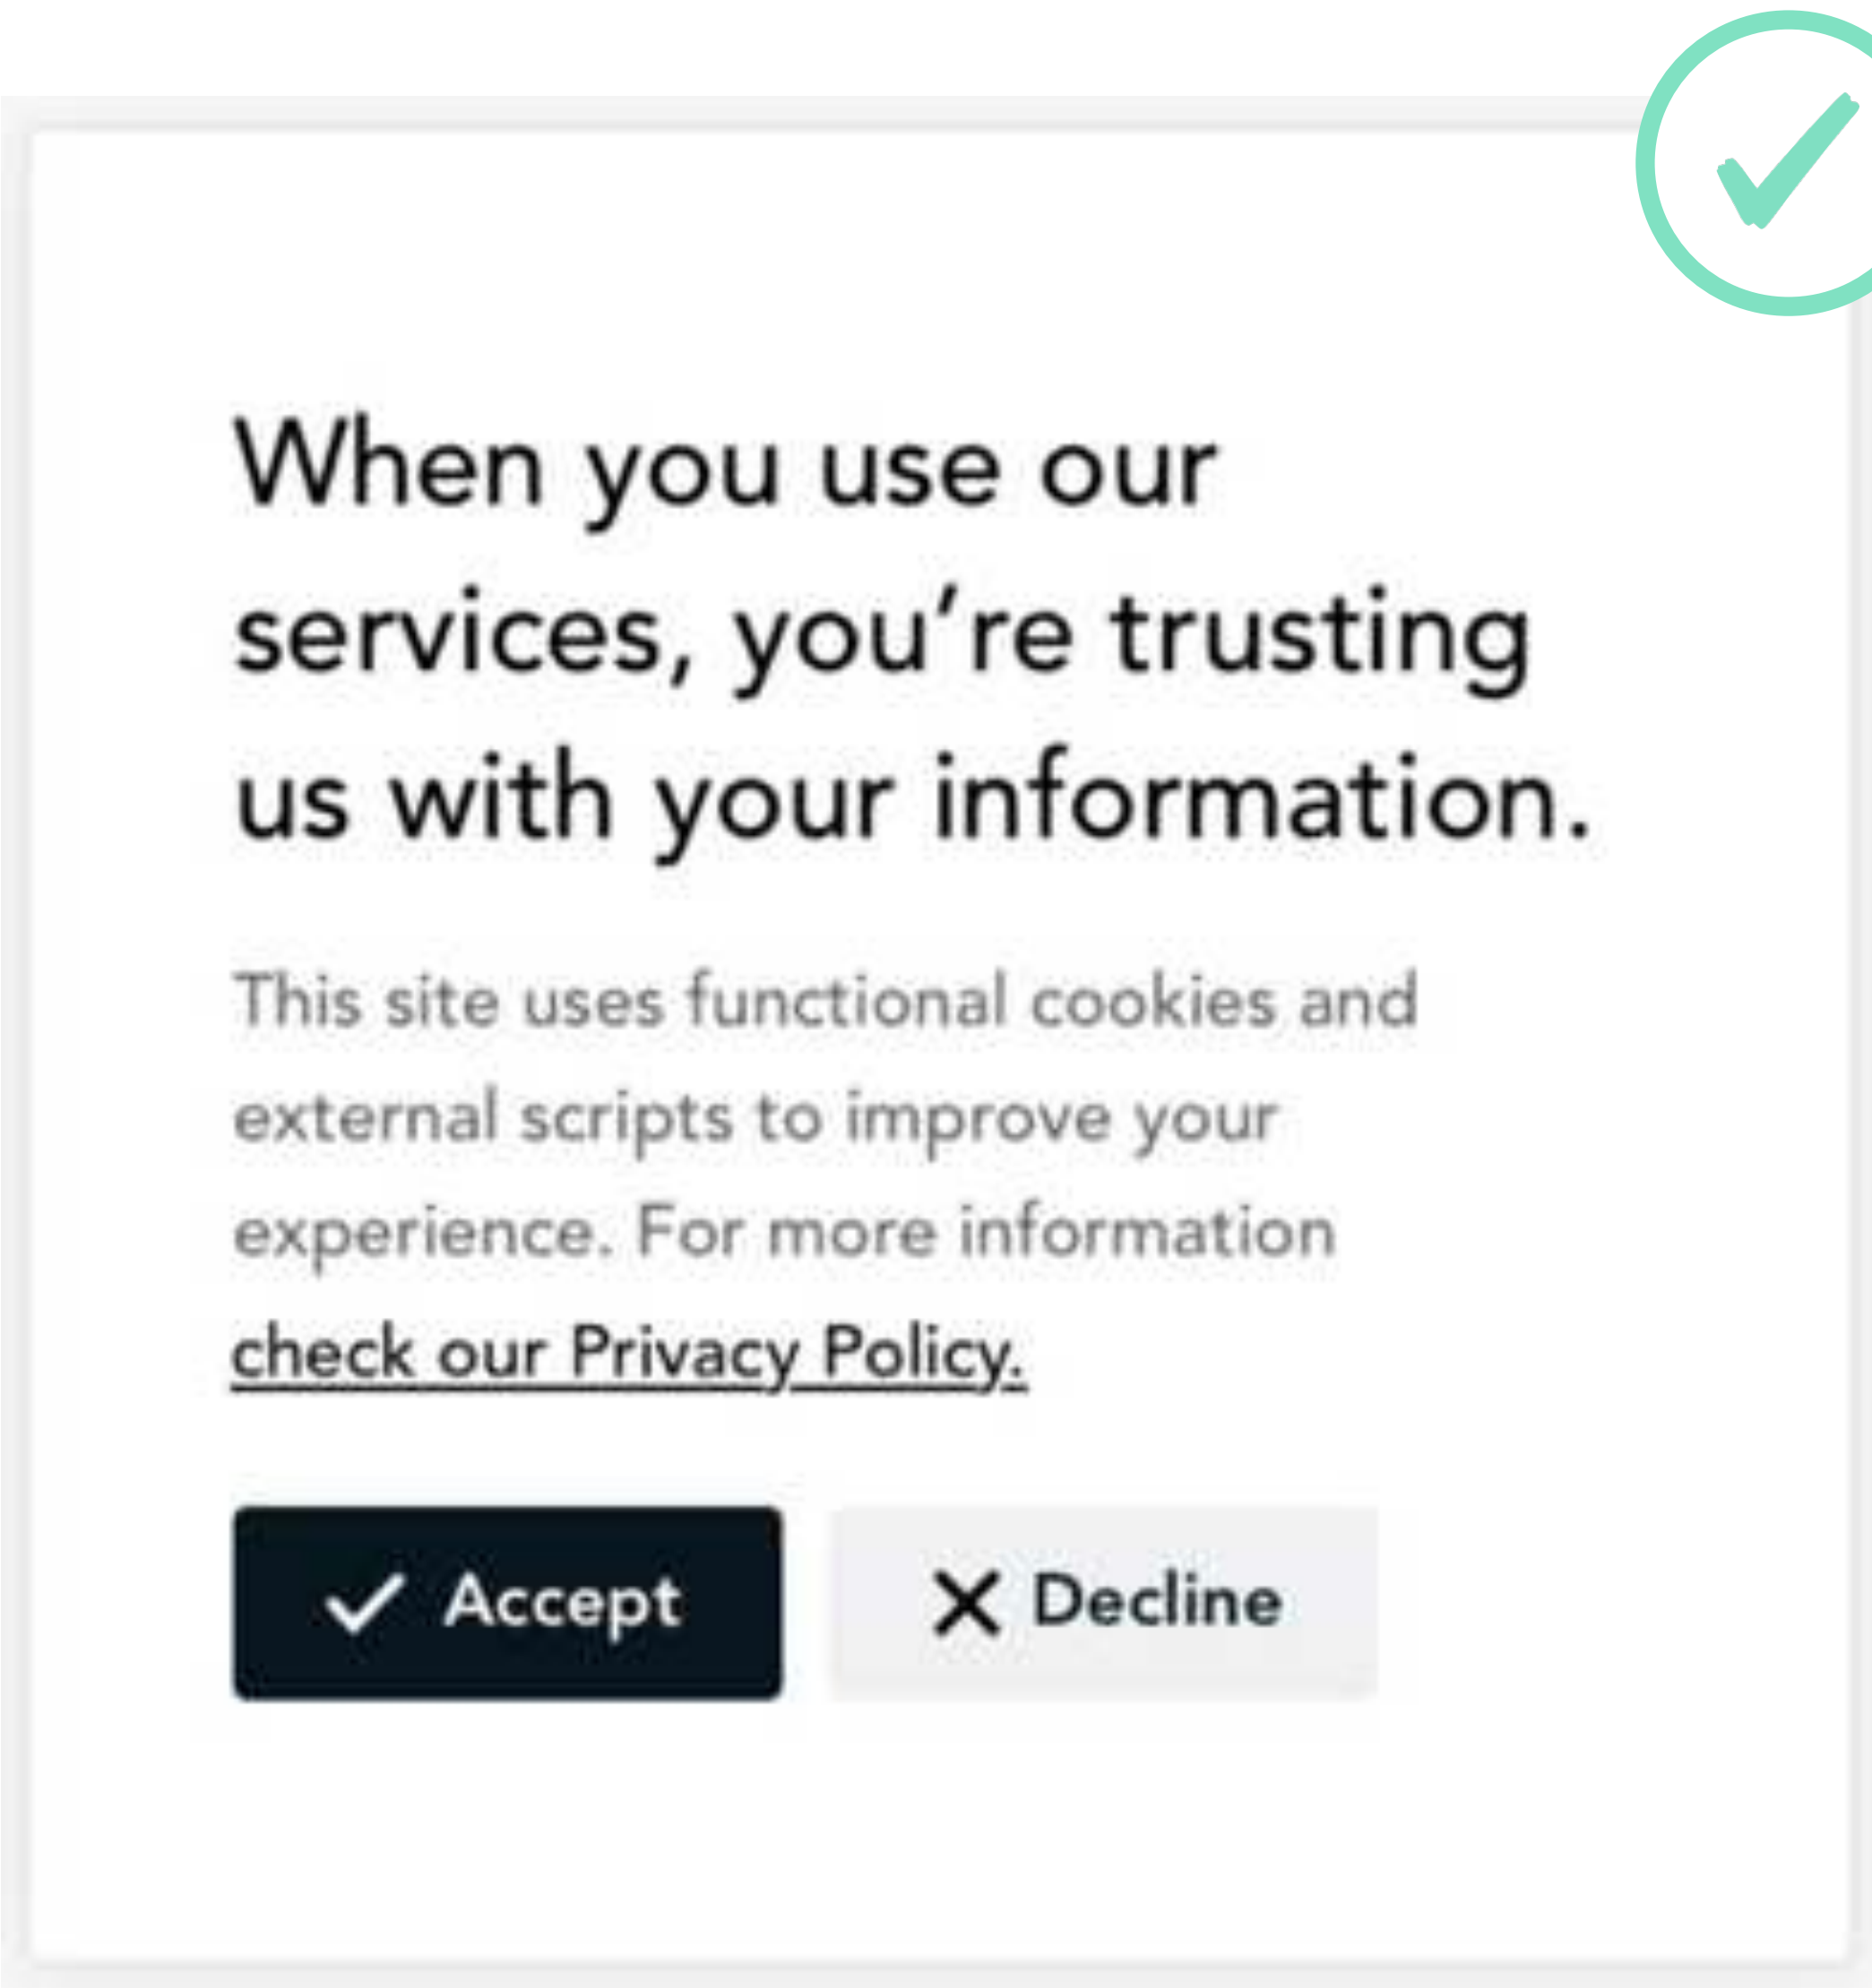 When you use our
services, you’re trusting
us with your information.
This site uses functional cookies and
external scripts to improve your
experience. For more information
check our Privacy Policy.
Accept
Decline